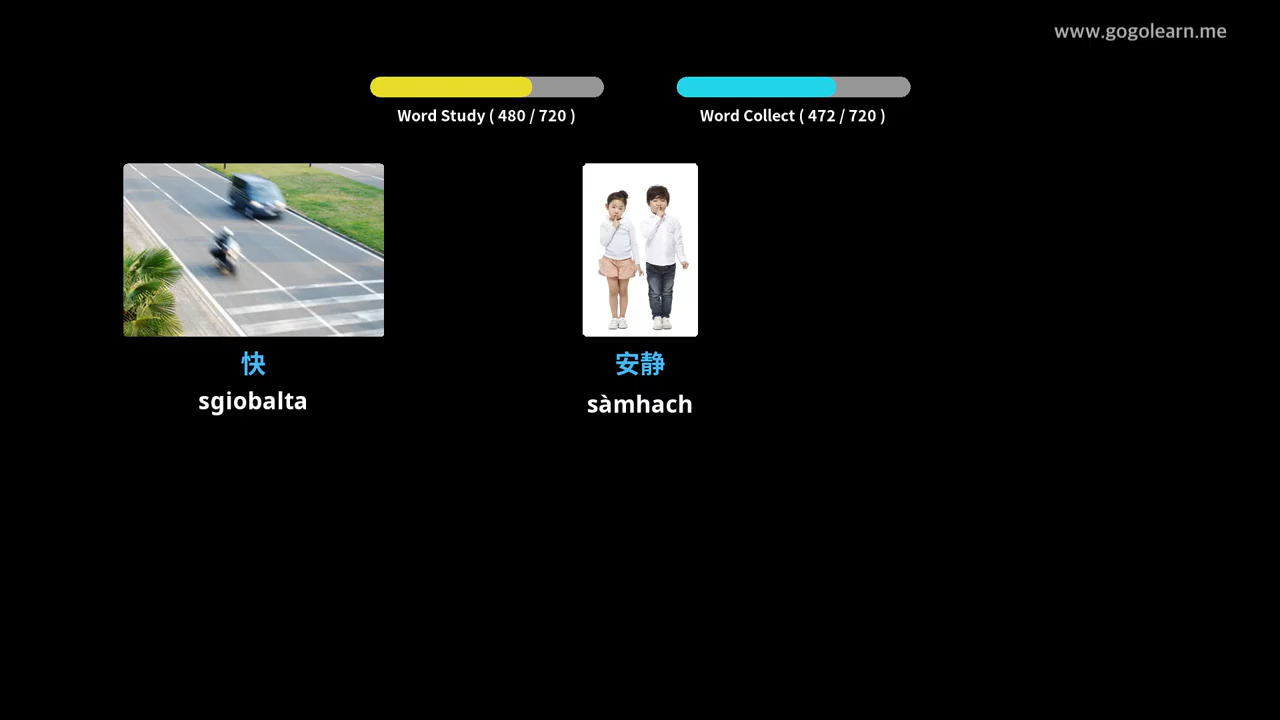 www.gogolearn.me
Word Study ( 480 / 720 )
Word Collect ( 472 / 720 )
快
sgiobalta
安静
sàmhach